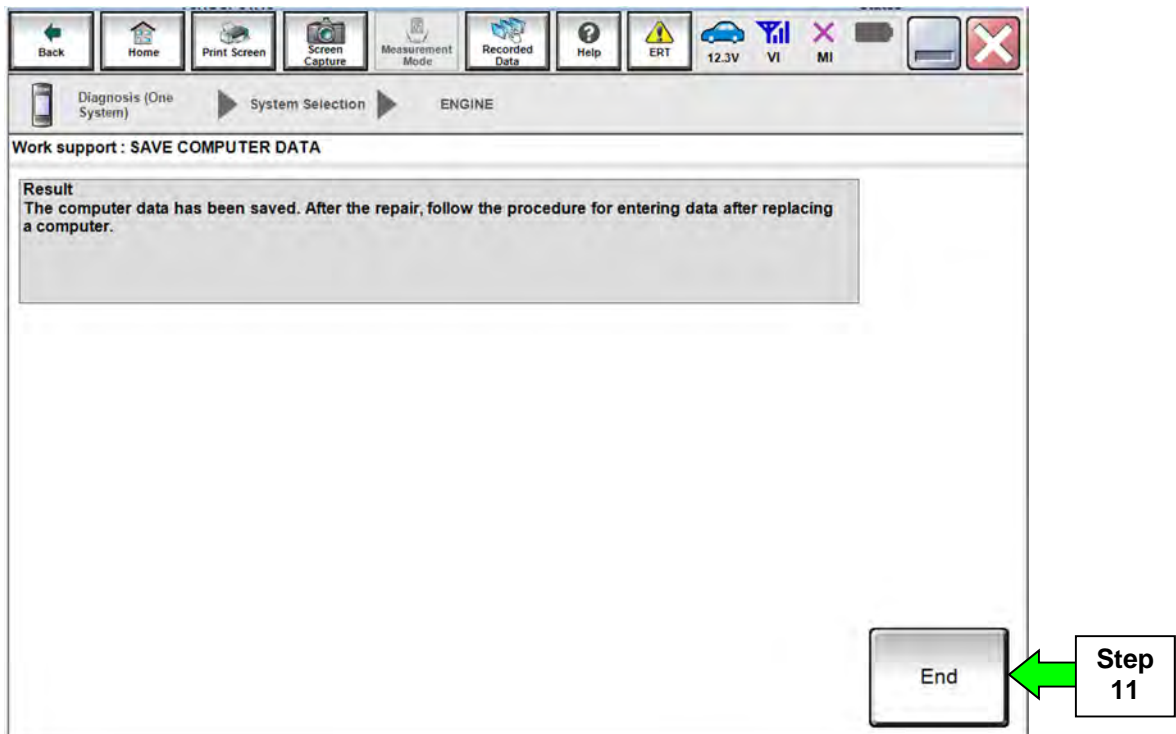 Back
Home
Print Screen
Screen
Capture
Measurement
Mode
Recorded
Data
Help
ERT
12.3V
VI
MI
Diagnosis (One
System)
System Selection
ENGINE
Work support : SAVE COMPUTER DATA
Result
The computer data has been saved. After the repair, follow the procedure for entering data after replacing
a computer.
End
Step
11